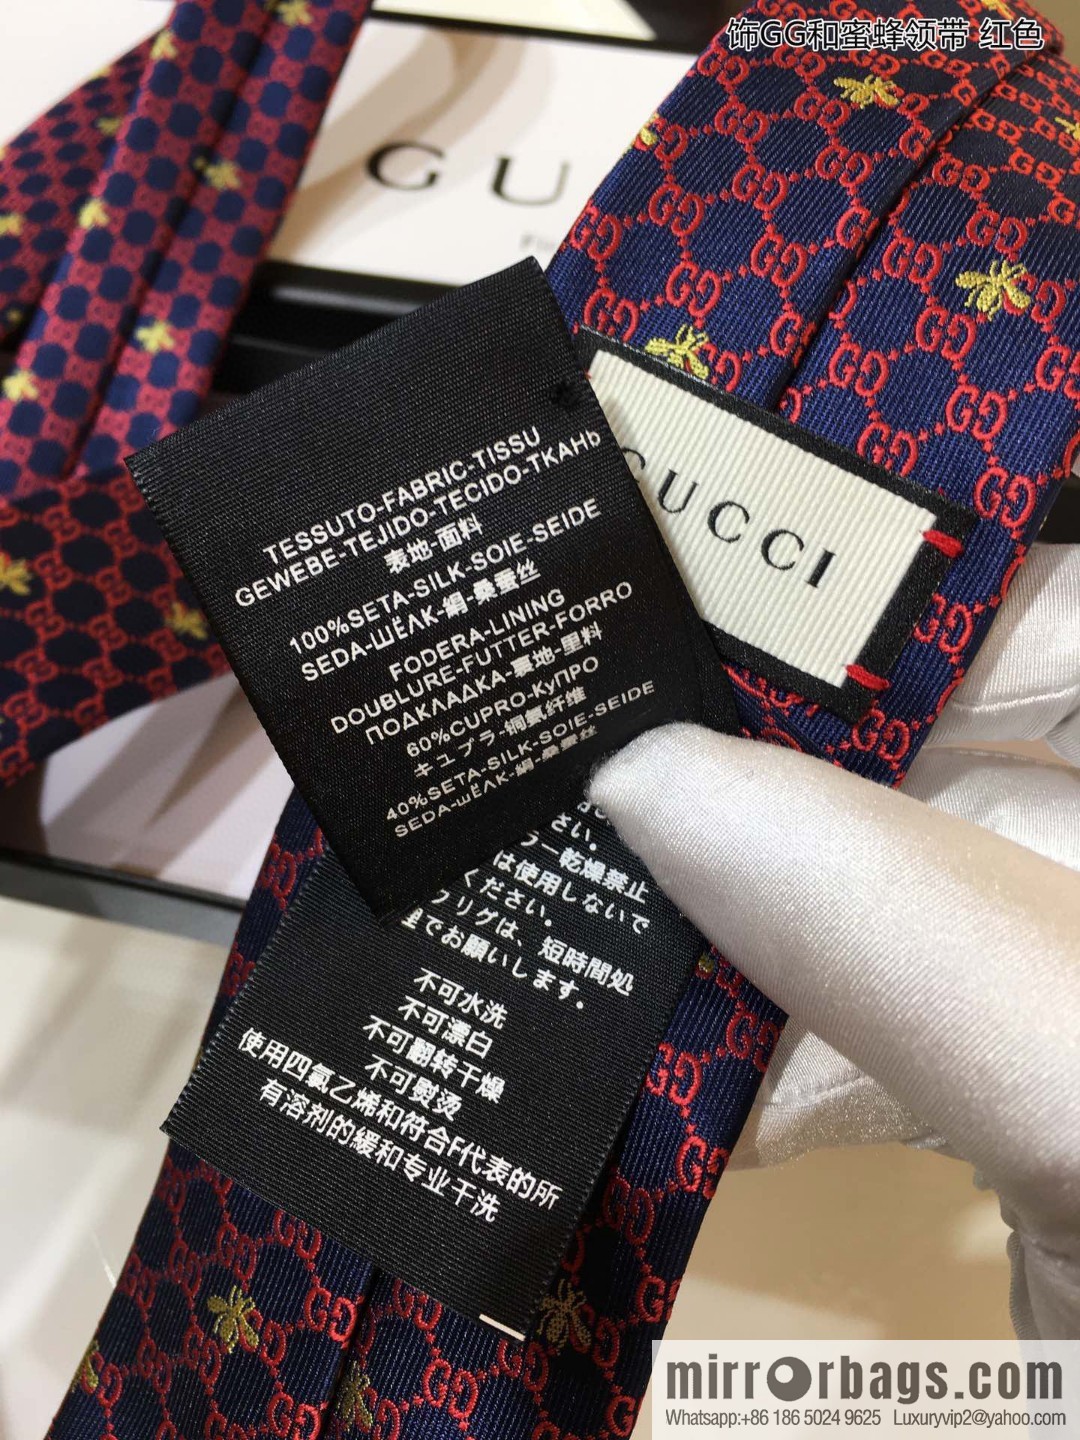 饰GG和蜜蜂领带 红色
GU
GUCCI
TESSUTO-FABRIC-TISSU
GEWEBE-TEJIDO-TECIDO-ТКАНЬ
表地-面料
100%SETA-SILK-SOIE-SEIDE
SEDA-ШЁЛК-絹-桑蚕丝
FODERA-LINING
DOUBLURE-FUTTER-FORRO
ПОДКЛАДКА-裏地-里料
60%CUPRO-КуПРО
キュプラ-铜氨纤维
40%SETA-SILK-SOIE-SEIDE
SEDA-ШЁЛК-絹-桑蚕丝
さい。
ラー乾燥禁止
は使用しないで
ください。
フリグは、短時間処
でお願いします。
不可水洗
不可漂白
不可翻转干燥
不可熨烫
使用四氯乙烯和符合F代表的所
有溶剂的緩和专业干洗
mirrorbags.com
Whatsapp:+86 186 5024 9625 Luxuryvip2@yahoo.com